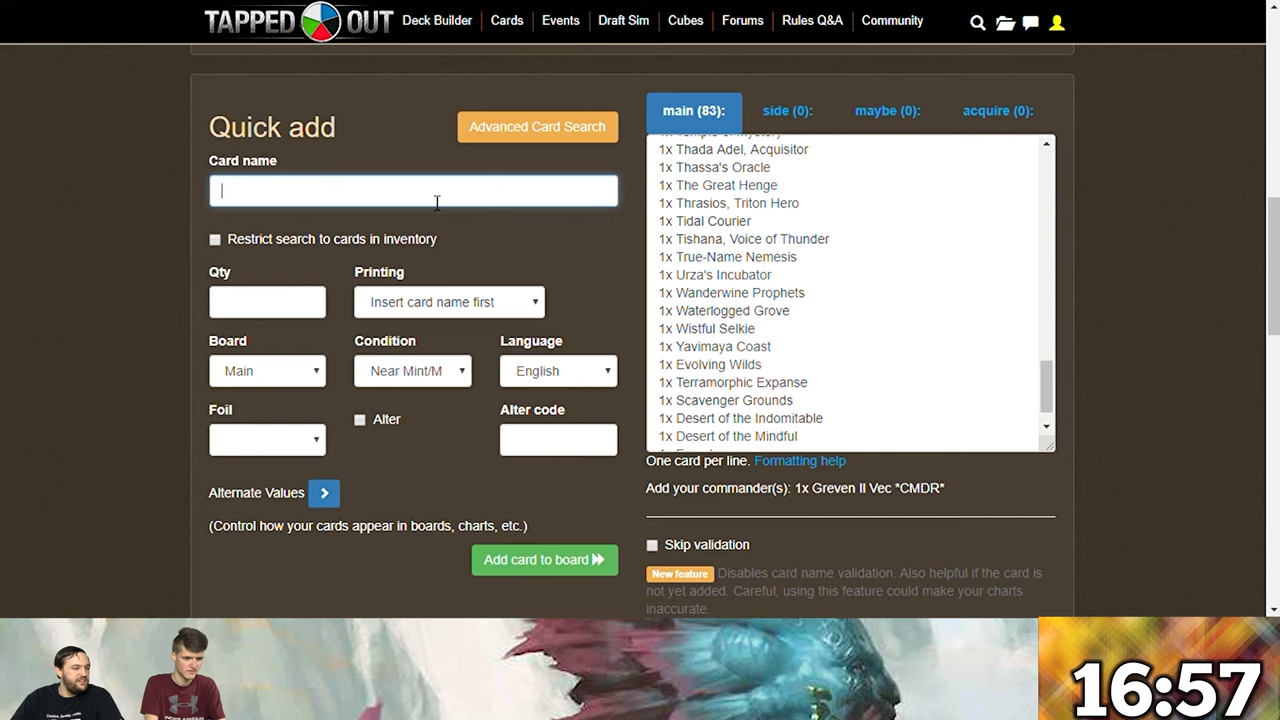 TAPPED OUT
Deck Builder
Cards
Events
Draft Sim
Cubes
Forums
Rules Q&A
Community
Quick add
Advanced Card Search
Card name
Restrict search to cards in inventory
Qty
Printing
Insert card name first
Board
Condition
Language
Main
Near Mint/M
English
Foil
Alter
Alter code
Alternate Values
(Control how your cards appear in boards, charts, etc.)
Add card to board
main (83):
side (0):
maybe (0):
acquire (0):
1x Temple of Mystery
1x Thada Adel, Acquisitor
1x Thassa's Oracle
1x The Great Henge
1x Thrasios, Triton Hero
1x Tidal Courier
1x Tishana, Voice of Thunder
1x True-Name Nemesis
1x Urza's Incubator
1x Wanderwine Prophets
1x Waterlogged Grove
1x Wistful Selkie
1x Yavimaya Coast
1x Evolving Wilds
1x Terramorphic Expanse
1x Scavenger Grounds
1x Desert of the Indomitable
1x Desert of the Mindful
One card per line. Formatting help
Add your commander(s): 1x Greven Il Vec *CMDR*
Skip validation
New feature Disables card name validation. Also helpful if the card is
not yet added. Careful, using this feature could make your charts
inaccurate.
16:57